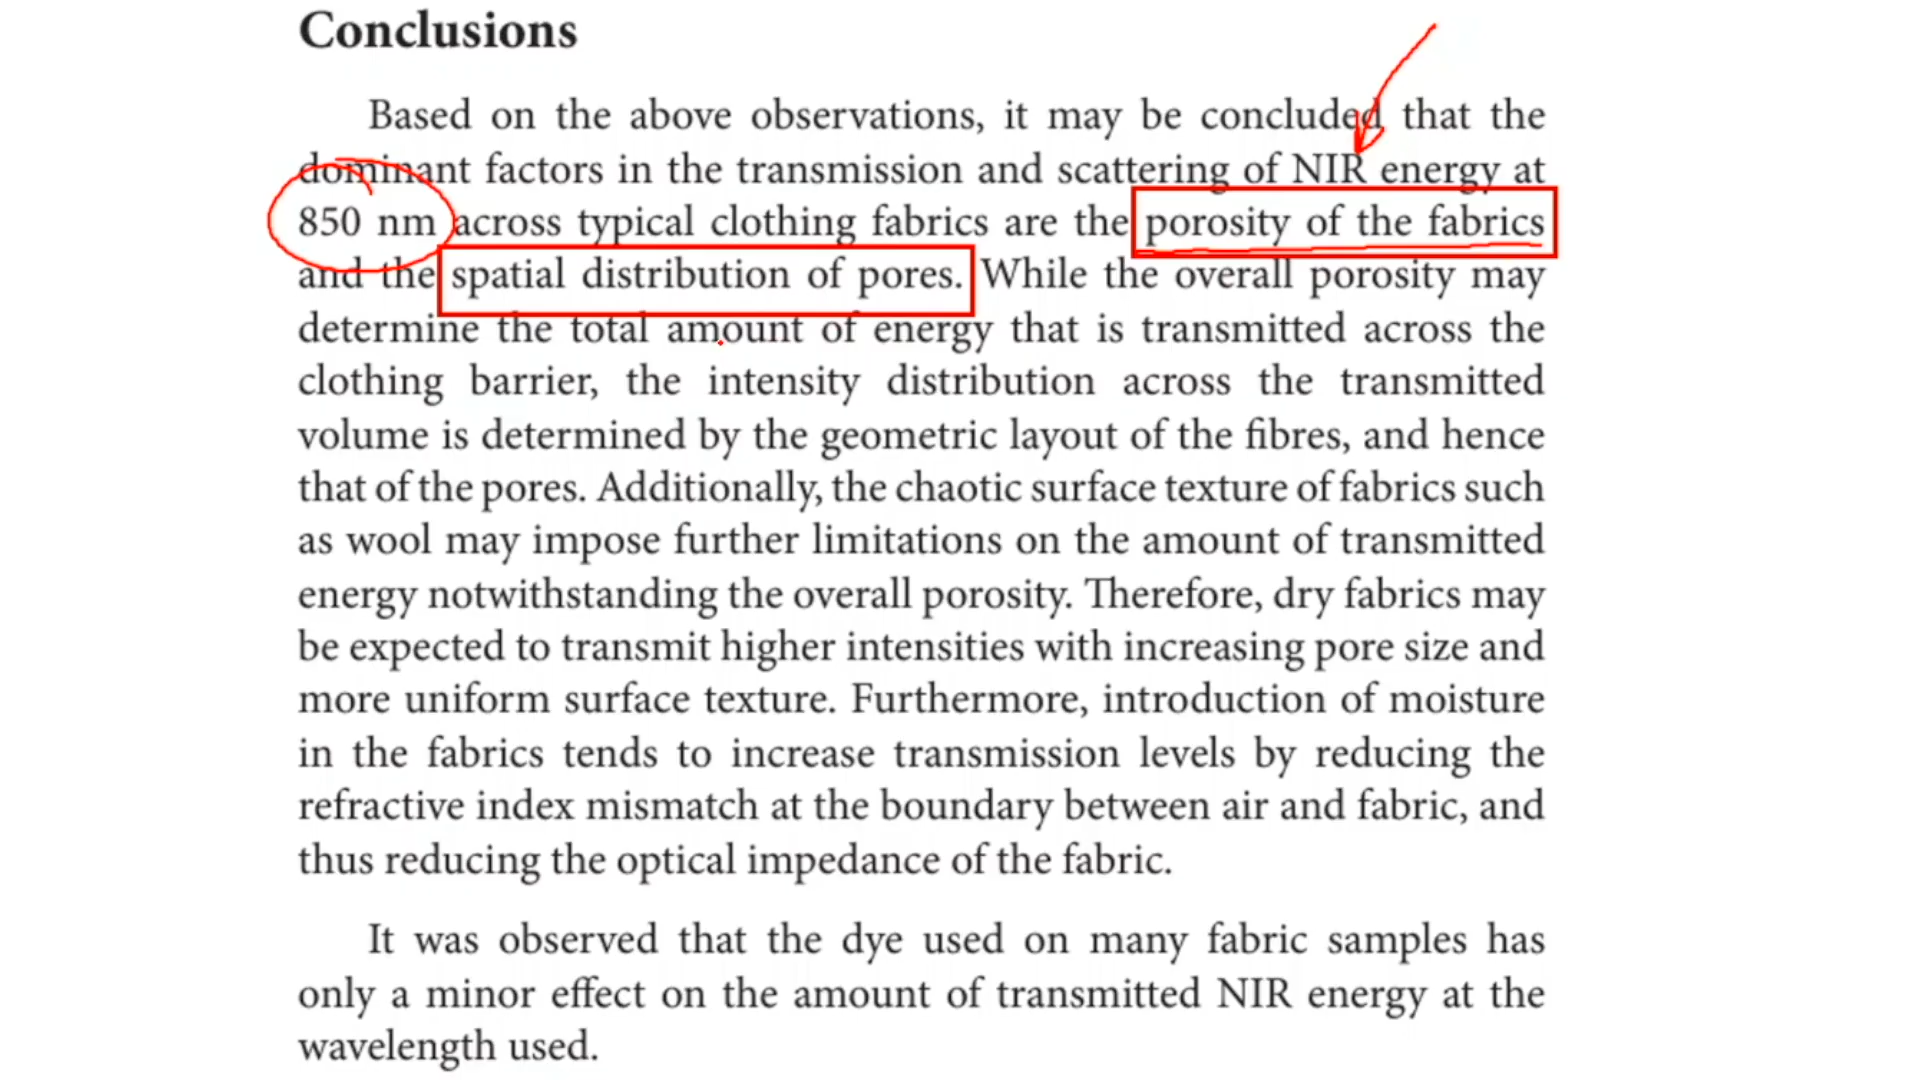 Conclusions
Based on the above observations, it may be concluded that the
dominant factors in the transmission and scattering of NIR energy at
850 nm across typical clothing fabrics are the porosity of the fabrics
and the spatial distribution of pores. While the overall porosity may
determine the total amount of energy that is transmitted across the
clothing barrier, the intensity distribution across the transmitted
volume is determined by the geometric layout of the fibres, and hence
that of the pores. Additionally, the chaotic surface texture of fabrics such
as wool may impose further limitations on the amount of transmitted
energy notwithstanding the overall porosity. Therefore, dry fabrics may
be expected to transmit higher intensities with increasing pore size and
more uniform surface texture. Furthermore, introduction of moisture
in the fabrics tends to increase transmission levels by reducing the
refractive index mismatch at the boundary between air and fabric, and
thus reducing the optical impedance of the fabric.
It was observed that the dye used on many fabric samples has
only a minor effect on the amount of transmitted NIR energy at the
wavelength used.